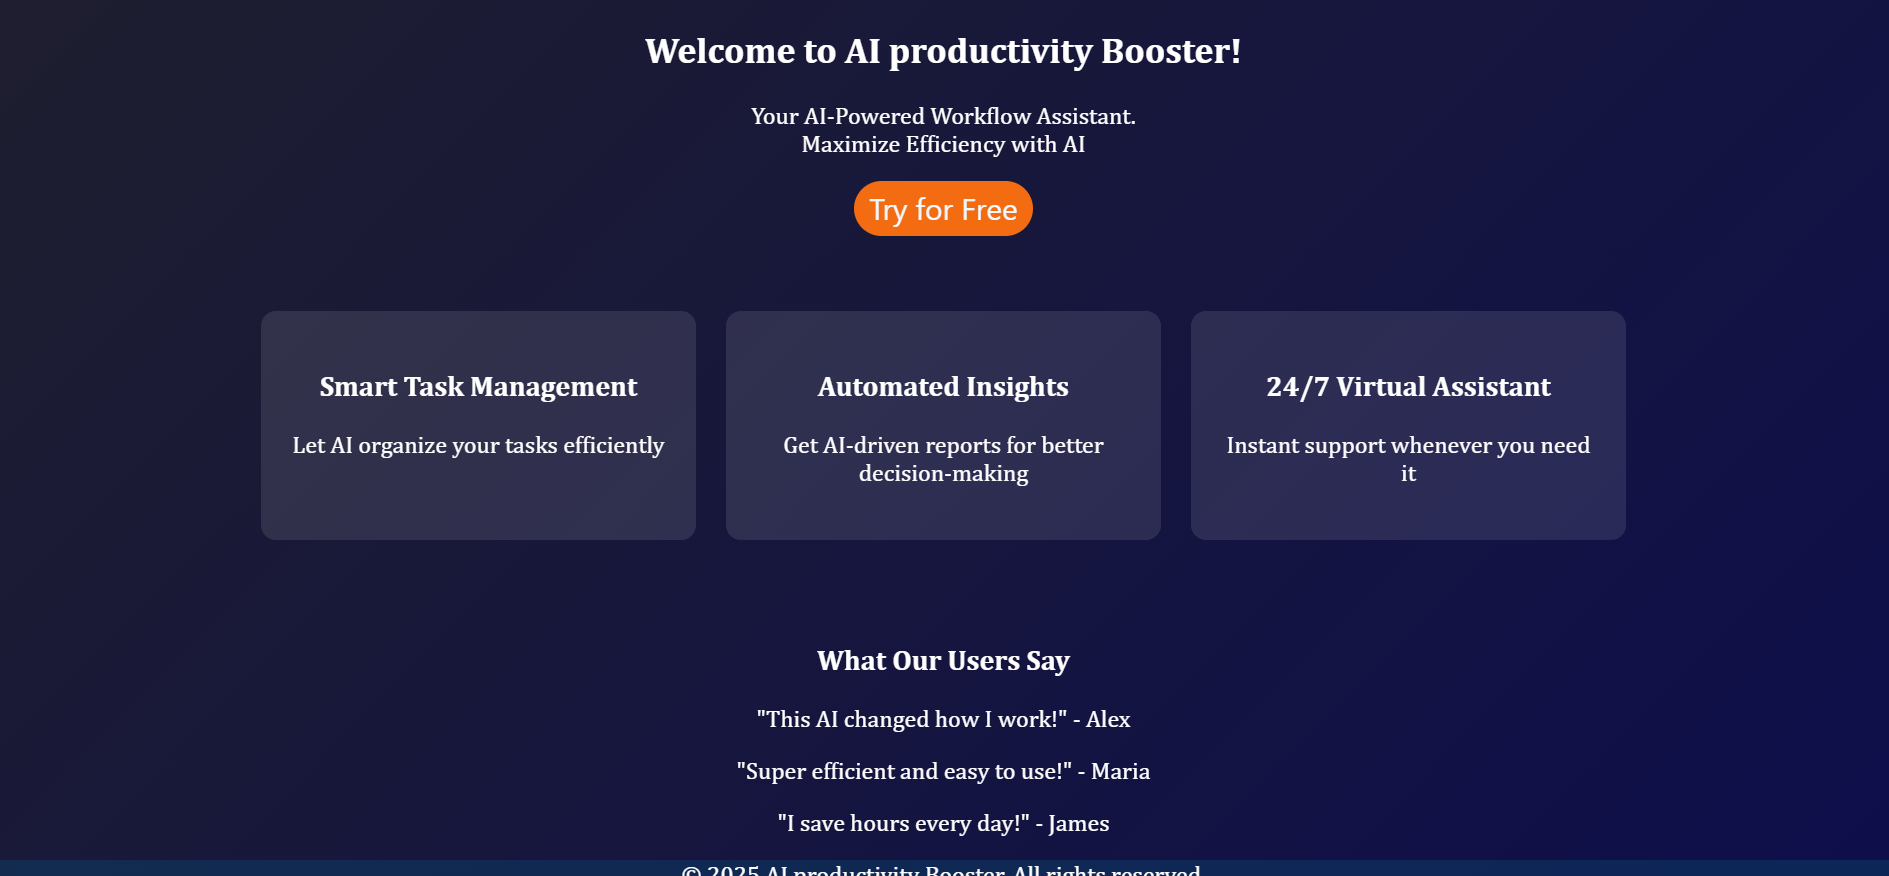 Welcome to AI productivity Booster!
Your AI-Powered Workflow Assistant.
Maximize Efficiency with AI
Try for Free
Smart Task Management
Let AI organize your tasks efficiently
Automated Insights
Get AI-driven reports for better
decision-making
24/7 Virtual Assistant
Instant support whenever you need
it
What Our Users Say
"This AI changed how I work!" - Alex
"Super efficient and easy to use!" - Maria
"I save hours every day!" - James
© 2025 AI productivity Booster. All rights reserved.